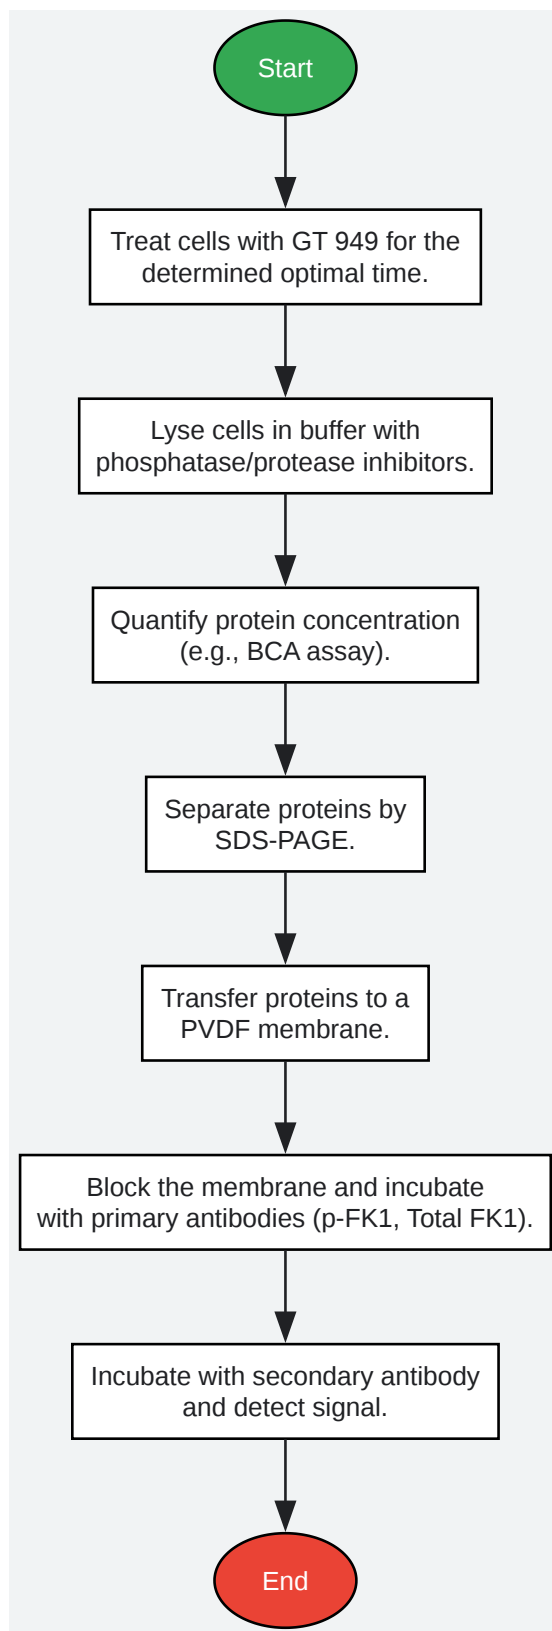 Start
Treat cells with GT 949 for the
determined optimal time.
Lyse cells in buffer with
phosphatase/protease inhibitors.
Quantify protein concentration
(e.g., BCA assay).
Separate proteins by
SDS-PAGE.
Transfer proteins to a
PVDF membrane.
Block the membrane and incubate
with primary antibodies (p-FK1, Total FK1).
Incubate with secondary antibody
and detect signal.
End